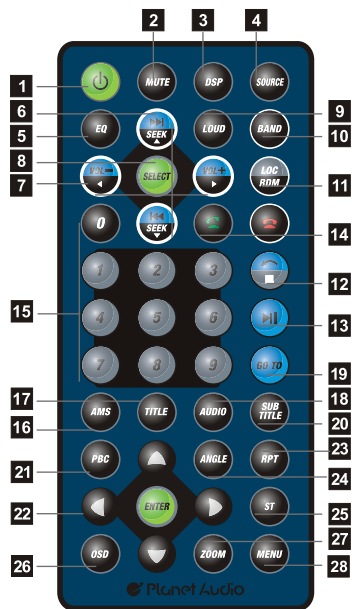 2 3 4
1 MUTE DSP SOURCE
6 9
5 EQ SEEK LOUD BAND 10
8
7 VOL- SELECT VOL+ LOC RDM 11
0 SEEK 14
1 2 3 12
15 4 5 6 13
7 8 9 GO TO 19
17 18
AMS TITLE AUDIO SUB TITLE
16 20
23
21 PBC ANGLE RPT
24
22 ENTER ST 25
27
26 OSD ZOOM MENU 28
Planet Audio